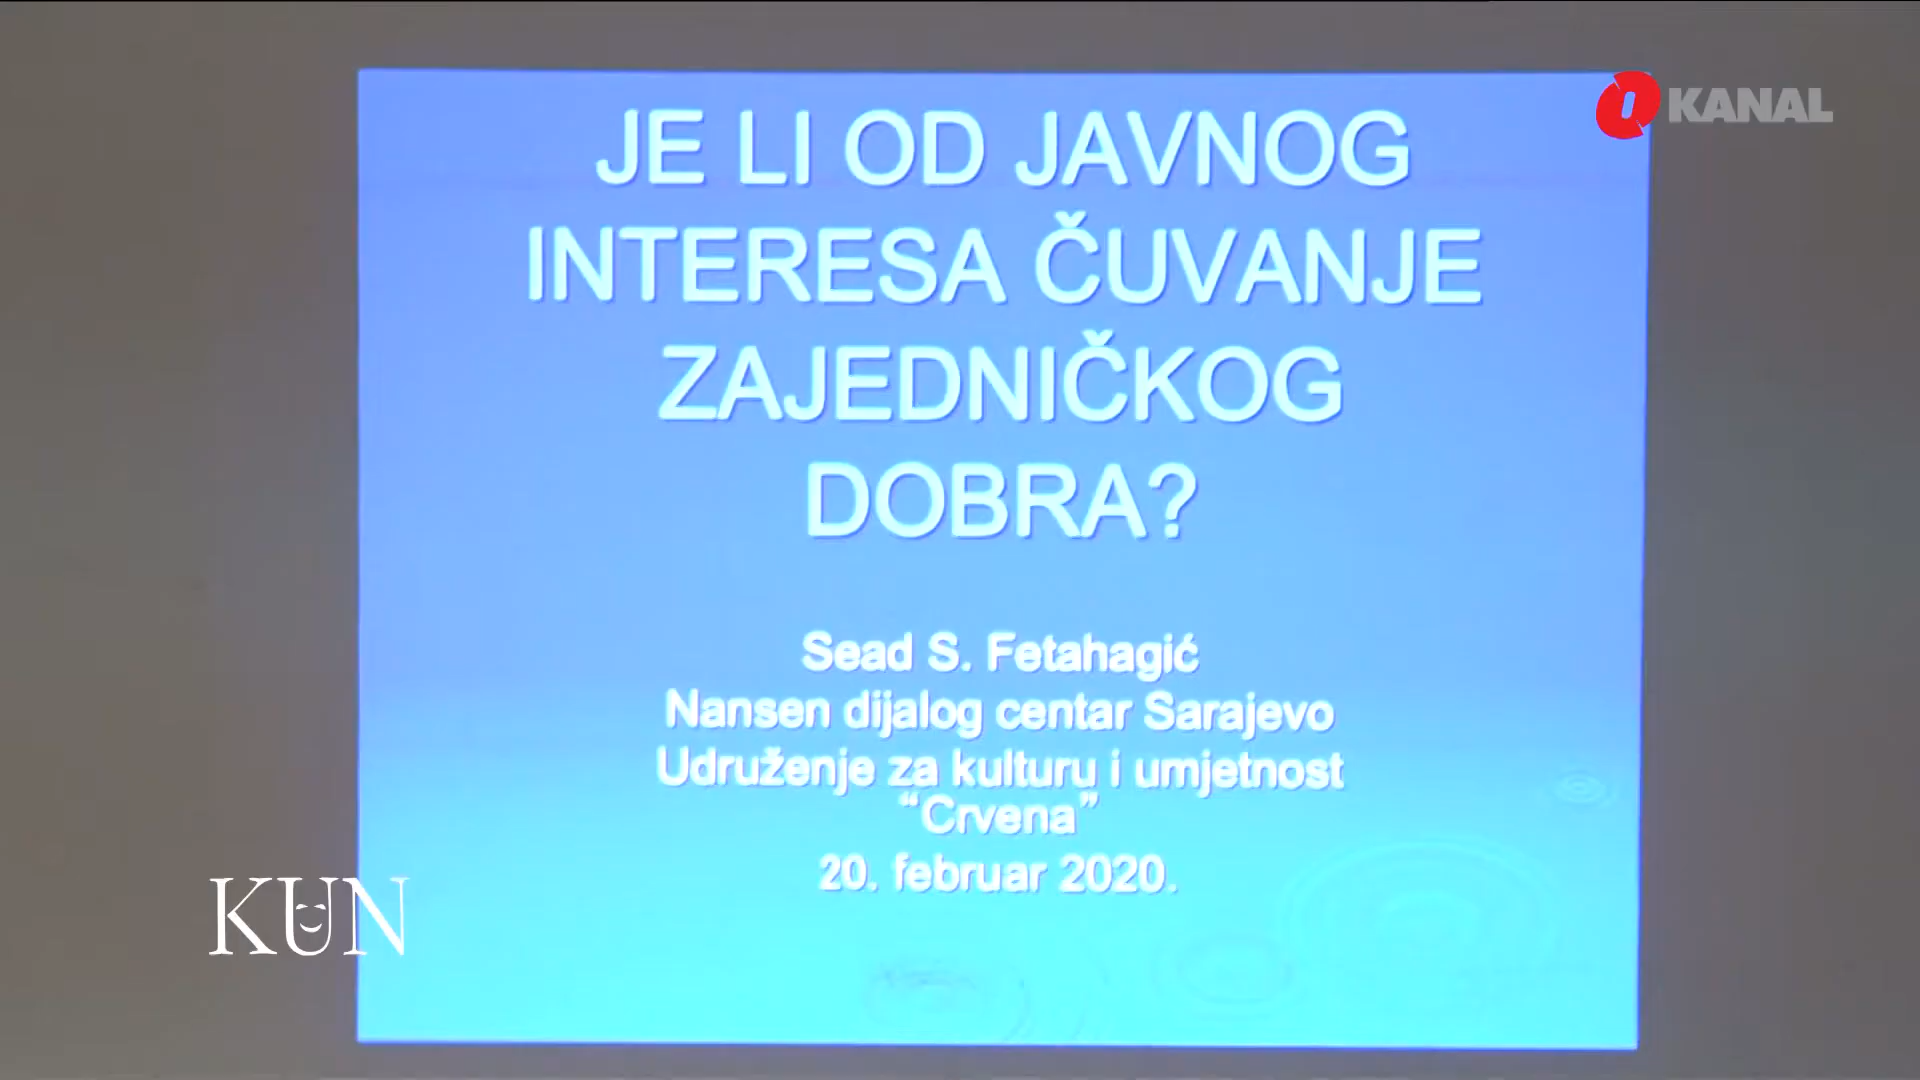 O KANAL
JE LI OD JAVNOG
INTERESA ČUVANJE
ZAJEDNIČKOG
DOBRA?
Sead S. Fetahagić
Nansen dijalog centar Sarajevo
Udruženje za kulturu i umjetnost
“Crvena”
20. februar 2020.
KUN